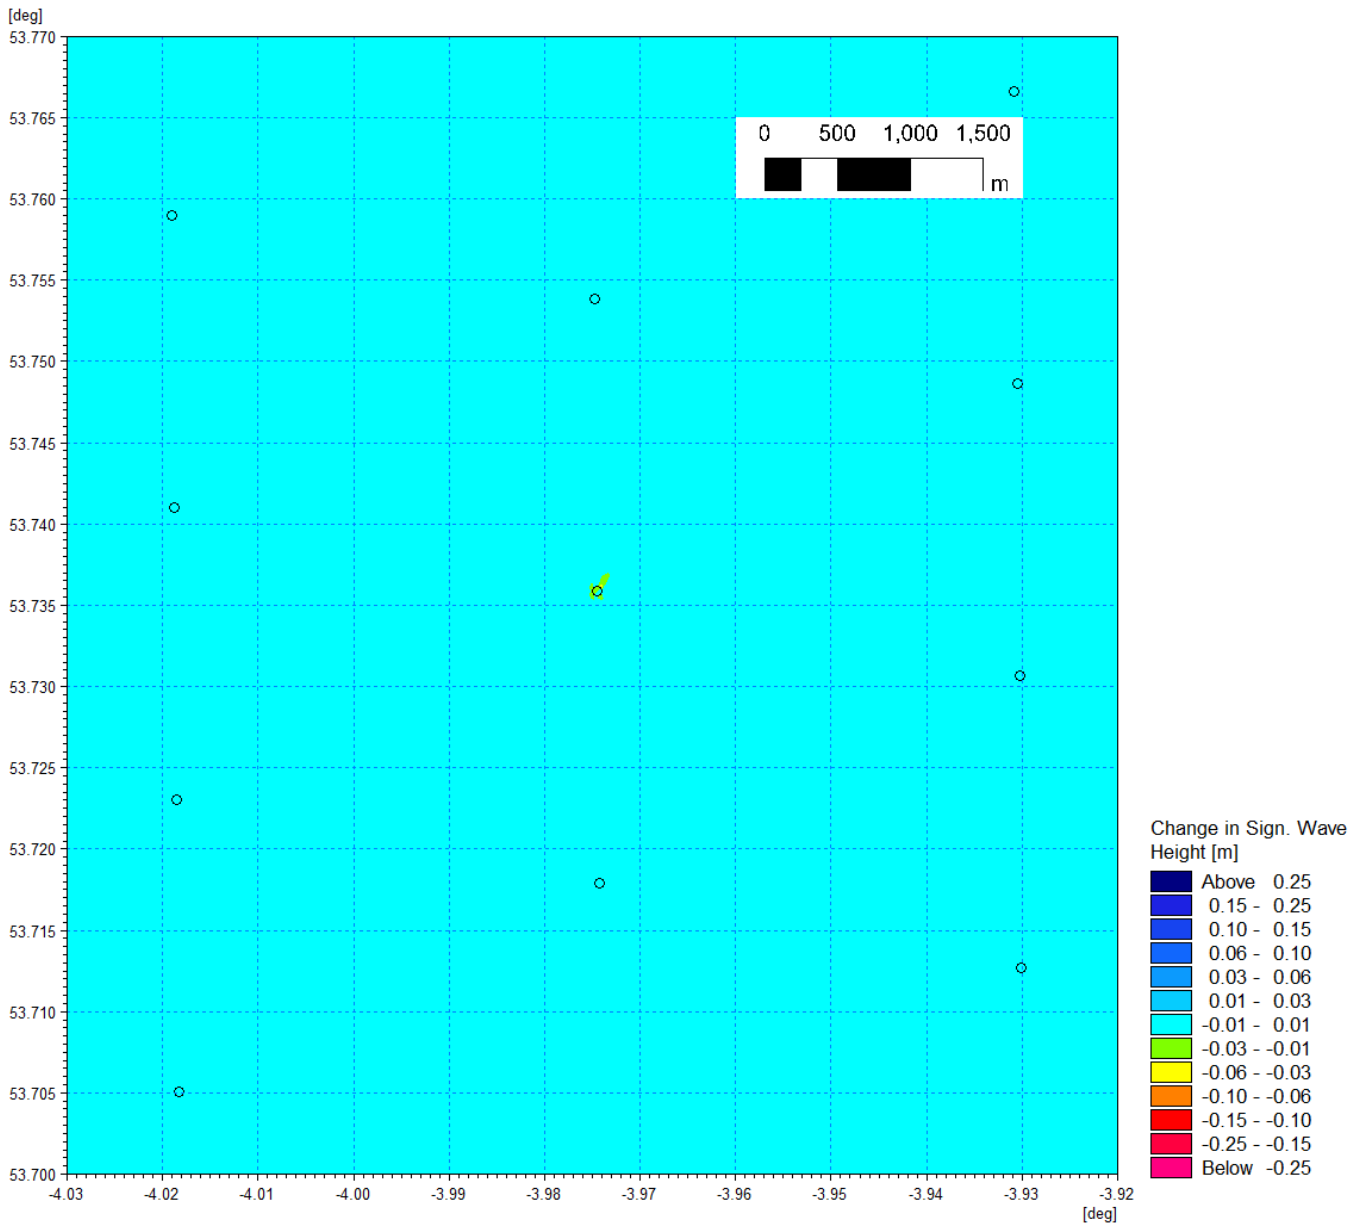 [deg]
53.770
53.765
53.760
53.755
53.750
53.745
53.740
53.735
53.730
53.725
53.720
53.715
53.710
53.705
53.700
0 500 1,000 1,500
m
-4.03 -4.02 -4.01 -4.00 -3.99 -3.98 -3.97 -3.96 -3.95 -3.94 -3.93 -3.92
[deg]
Change in Sign. Wave
Height [m]
Above 0.25
0.15 - 0.25
0.10 - 0.15
0.06 - 0.10
0.03 - 0.06
0.01 - 0.03
-0.01 - 0.01
-0.03 - -0.01
-0.06 - -0.03
-0.10 - -0.06
-0.15 - -0.10
-0.25 - -0.15
Below -0.25